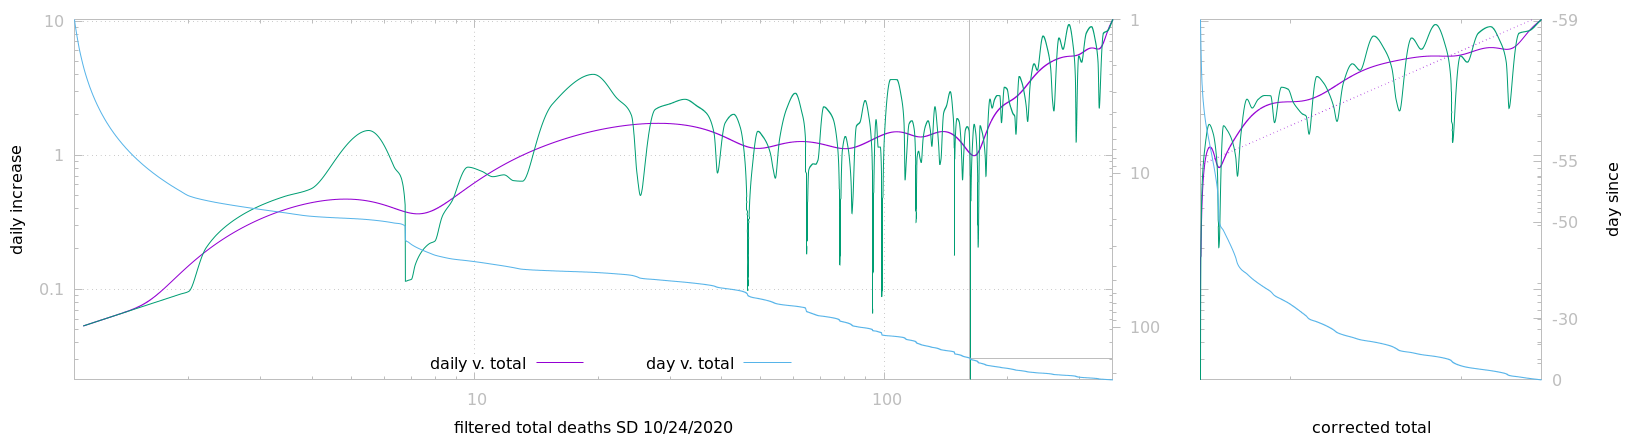 10
1
0.1
daily increase
daily v. total
day v. total
10
100
filtered total deaths SD 10/24/2020
1
10
100
-59
-55
-50
-30
0
day since
corrected total